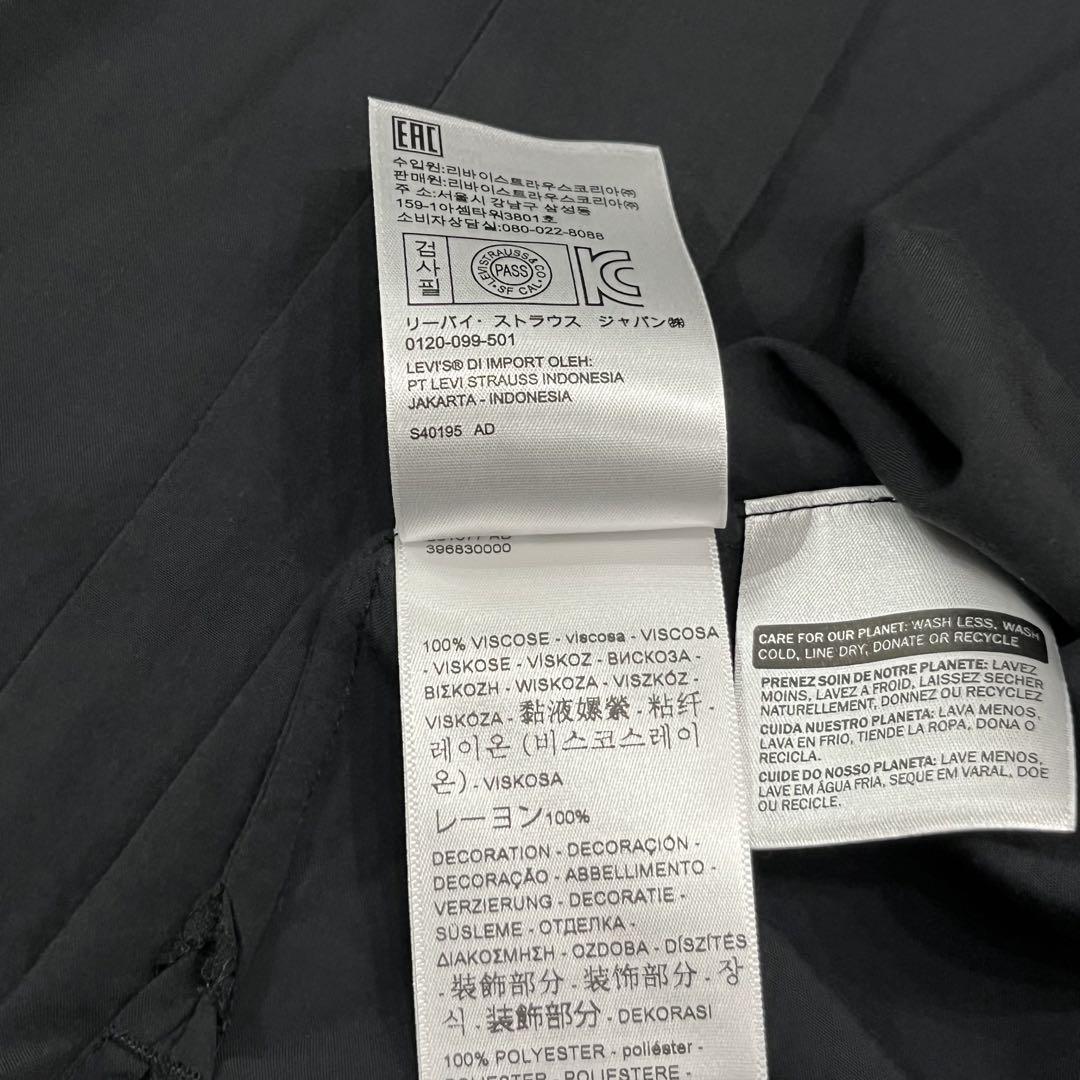 EAC
수입원:리바이스트라우스코리아㈜
판매원:리바이스트라우스코리아㈜
주 소:서울시 강남구 삼성동
159-1아셈타워3801호
소비자상담실:080-022-8088
검사필
LEVI STRAUSS & CO
PASS
SF CAL
KC
リーバイ・ストラウス ジャパン㈱
0120-099-501
LEVI'S® DI IMPORT OLEH:
PT LEVI STRAUSS INDONESIA
JAKARTA - INDONESIA
S40195 AD
396830000
100% VISCOSE - viscosa - VISCOSA
- VISKOSE - VISKOZ - ВИСКОЗА -
ΒΙΣΚΟΖΗ - WISKOZA - VISZKÓZ -
VISKÓZA - 黏液嫘縈 - 粘纤 -
레이온 (비스코스레이
온) - VISKOSA
レーヨン100%
DECORATION - DECORACIÓN -
DECORAÇÃO - ABBELLIMENTO -
VERZIERUNG - DECORATIE -
SÜSLEME - ОТДЕЛКА -
ΔΙΑΚΟΣΜΗΣΗ - OZDOBA - DÍSZÍTÉS
- 裝飾部分 - 装饰部分 - 장
식 - 装飾部分 - DEKORASI
100% POLYESTER - poliéster -
POLIESTERE -
CARE FOR OUR PLANET: WASH LESS, WASH
COLD, LINE DRY, DONATE OR RECYCLE
PRENEZ SOIN DE NOTRE PLANETE: LAVEZ
MOINS, LAVEZ A FROID, LAISSEZ SECHER
NATURELLEMENT, DONNEZ OU RECYCLEZ
CUIDA NUESTRO PLANETA: LAVA MENOS,
LAVA EN FRIO, TIENDE LA ROPA, DONA O
RECICLA.
CUIDE DO NOSSO PLANETA: LAVE MENOS,
LAVE EM ÁGUA FRIA, SEQUE EM VARAL, DOE
OU RECICLE.